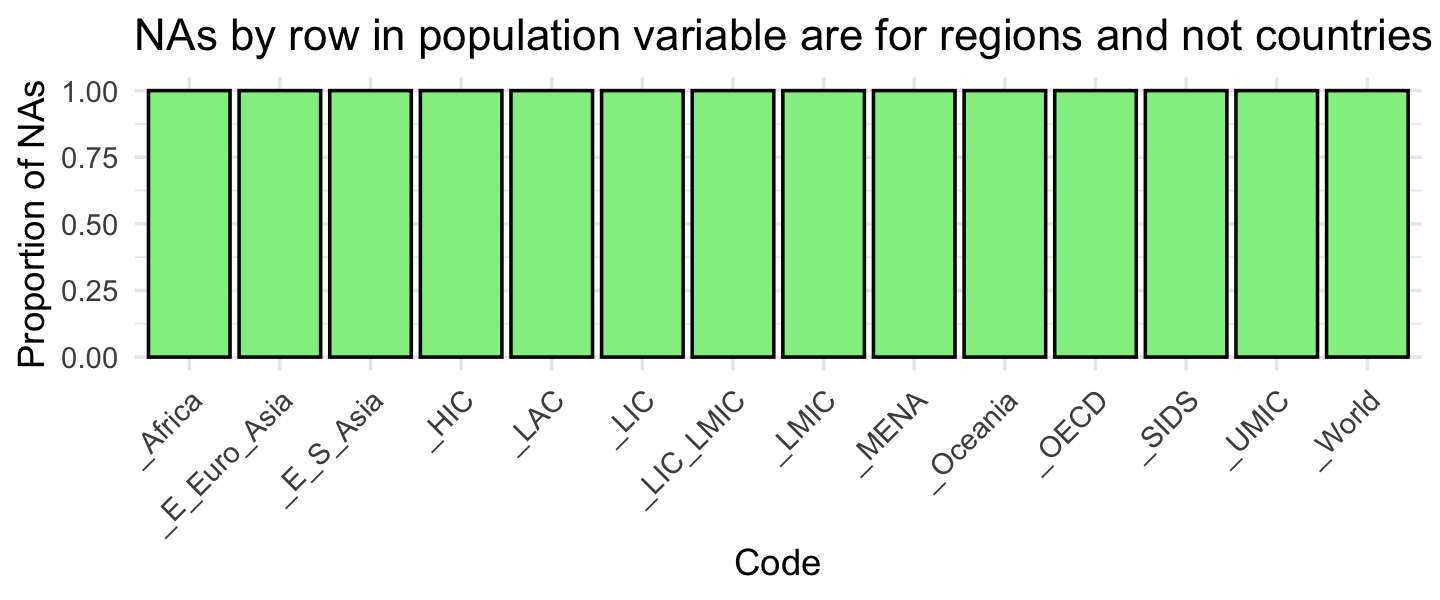 NAs by row in population variable are for regions and not countries
Proportion of NAs
1.00
0.75
0.50
0.25
0.00
_Africa
_E_Euro_Asia
_E_S_Asia
_HIC
_LAC
_LIC
_LIC_LMIC
_LMIC
_MENA
_Oceania
_OECD
_SIDS
_UMIC
_World
Code